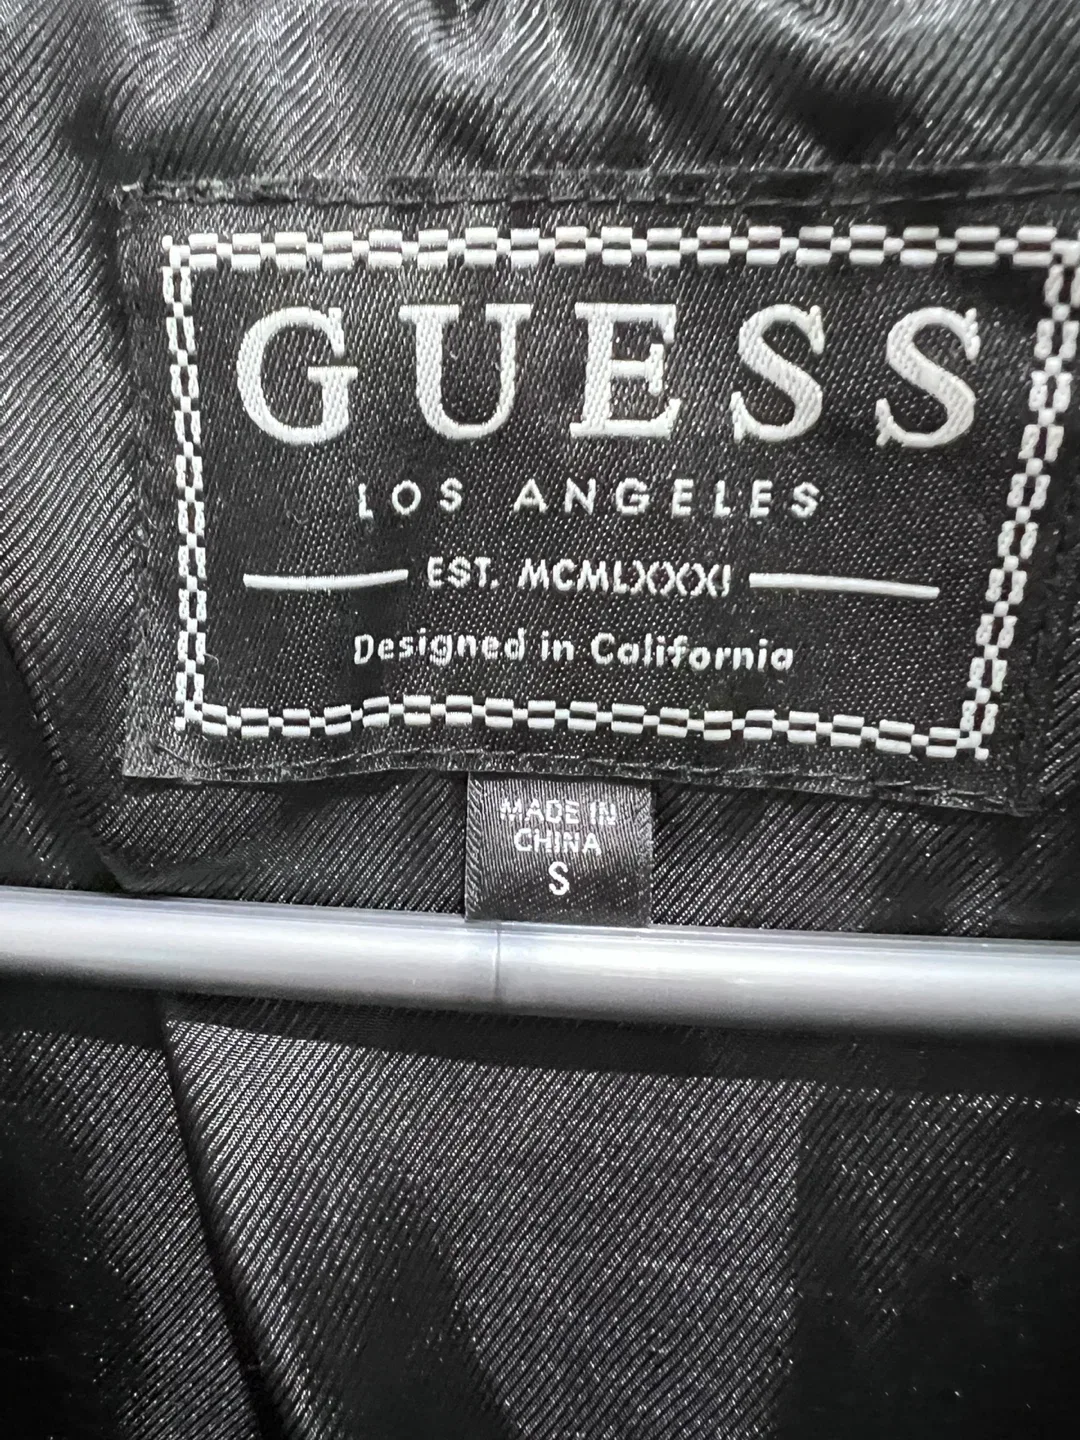 GUESS
LOS ANGELES
EST. MCMLXXXI
Designed in California
MADE IN
CHINA
S